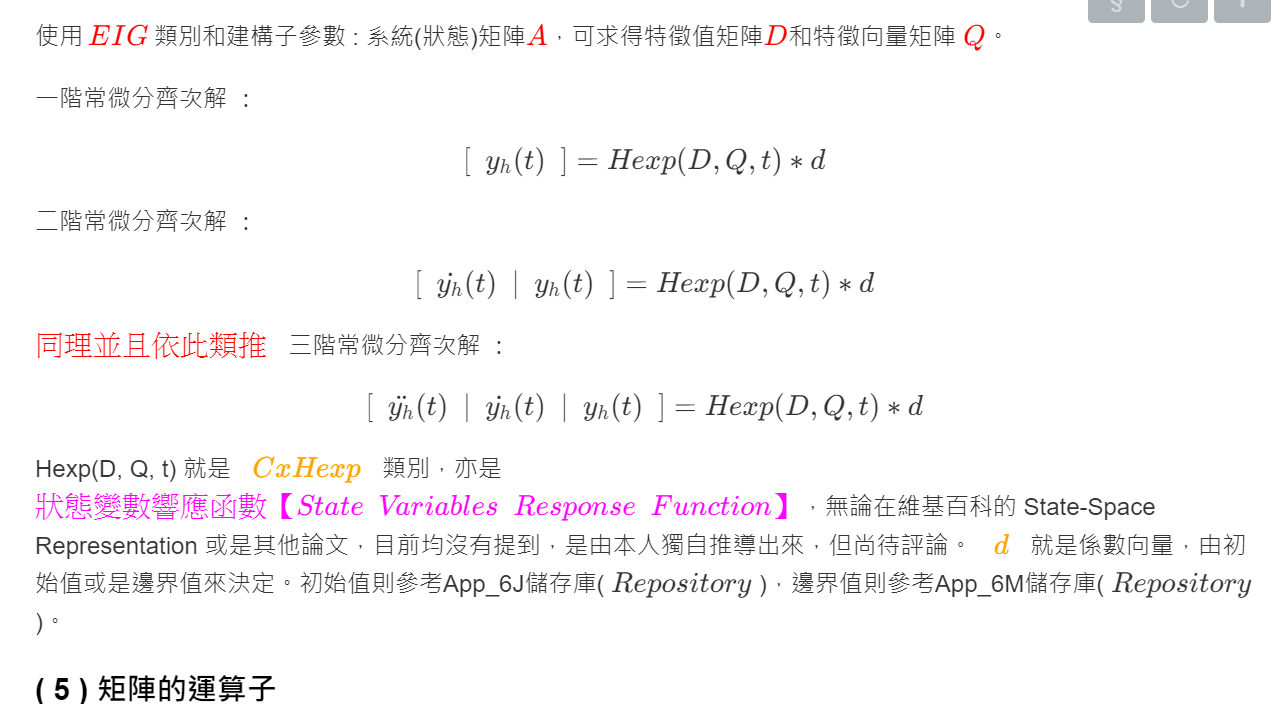 使用 EIG 類別和建構子參數 : 系統(狀態)矩陣A，可求得特徵值矩陣D和特徵向量矩陣 Q。
一階常微分齊次解 ：
[ y_h(t) ] = Hexp(D, Q, t) ∗ d
二階常微分齊次解 ：
[ ẏ_h(t) | y_h(t) ] = Hexp(D, Q, t) ∗ d
同理並且依此類推 三階常微分齊次解 ：
[ ÿ_h(t) | ẏ_h(t) | y_h(t) ] = Hexp(D, Q, t) ∗ d
Hexp(D, Q, t) 就是 CxHexp 類別，亦是
狀態變數響應函數【State Variables Response Function】，無論在維基百科的 State-Space
Representation 或是其他論文，目前均沒有提到，是由本人獨自推導出來，但尚待評論。 d 就是係數向量，由初
始值或是邊界值來決定。初始值則參考App_6J儲存庫( Repository )，邊界值則參考App_6M儲存庫( Repository
)。
( 5 ) 矩陣的運算子